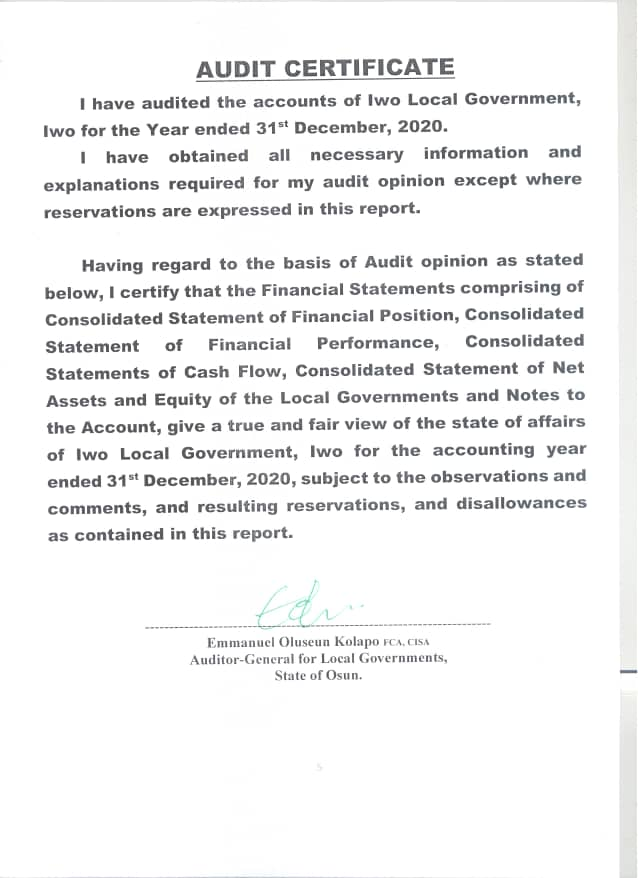 AUDIT CERTIFICATE
I have audited the accounts of Iwo Local Government,
Iwo for the Year ended 31st December, 2020.
I have obtained all necessary information and
explanations required for my audit opinion except where
reservations are expressed in this report.
Having regard to the basis of Audit opinion as stated
below, I certify that the Financial Statements comprising of
Consolidated Statement of Financial Position, Consolidated
Statement of Financial Performance, Consolidated
Statements of Cash Flow, Consolidated Statement of Net
Assets and Equity of the Local Governments and Notes to
the Account, give a true and fair view of the state of affairs
of Iwo Local Government, Iwo for the accounting year
ended 31st December, 2020, subject to the observations and
comments, and resulting reservations, and disallowances
as contained in this report.
Emmanuel Oluseun Kolapo FCA, CISA
Auditor-General for Local Governments,
State of Osun.
5